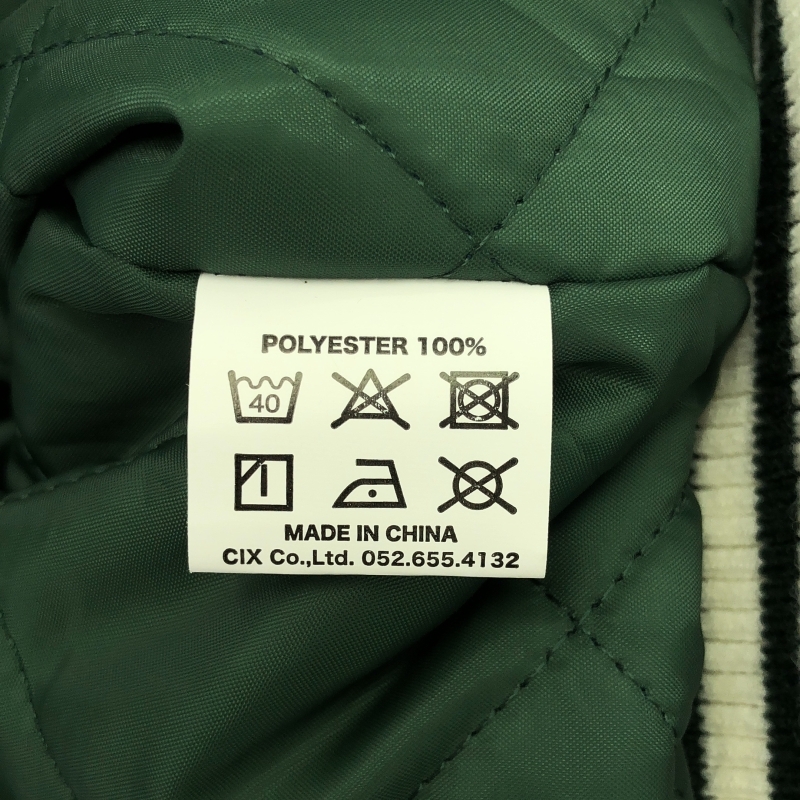 POLYESTER 100%
40
MADE IN CHINA
CIX Co.,Ltd. 052.655.4132